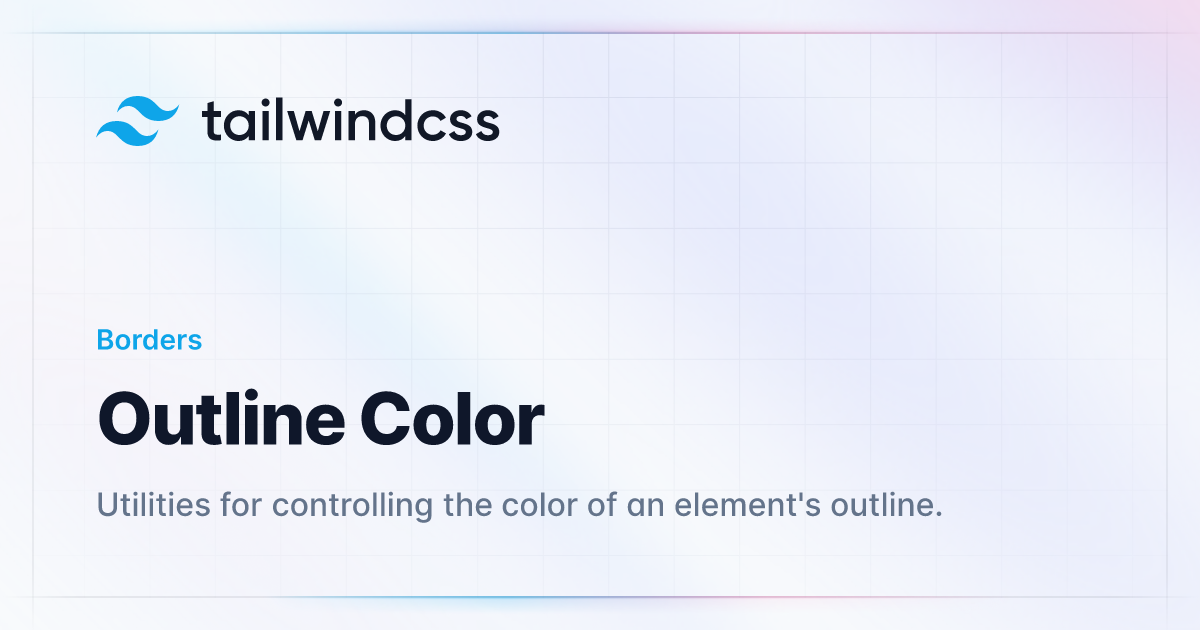 tailwindcss
Borders
Outline Color
Utilities for controlling the color of an element's outline.